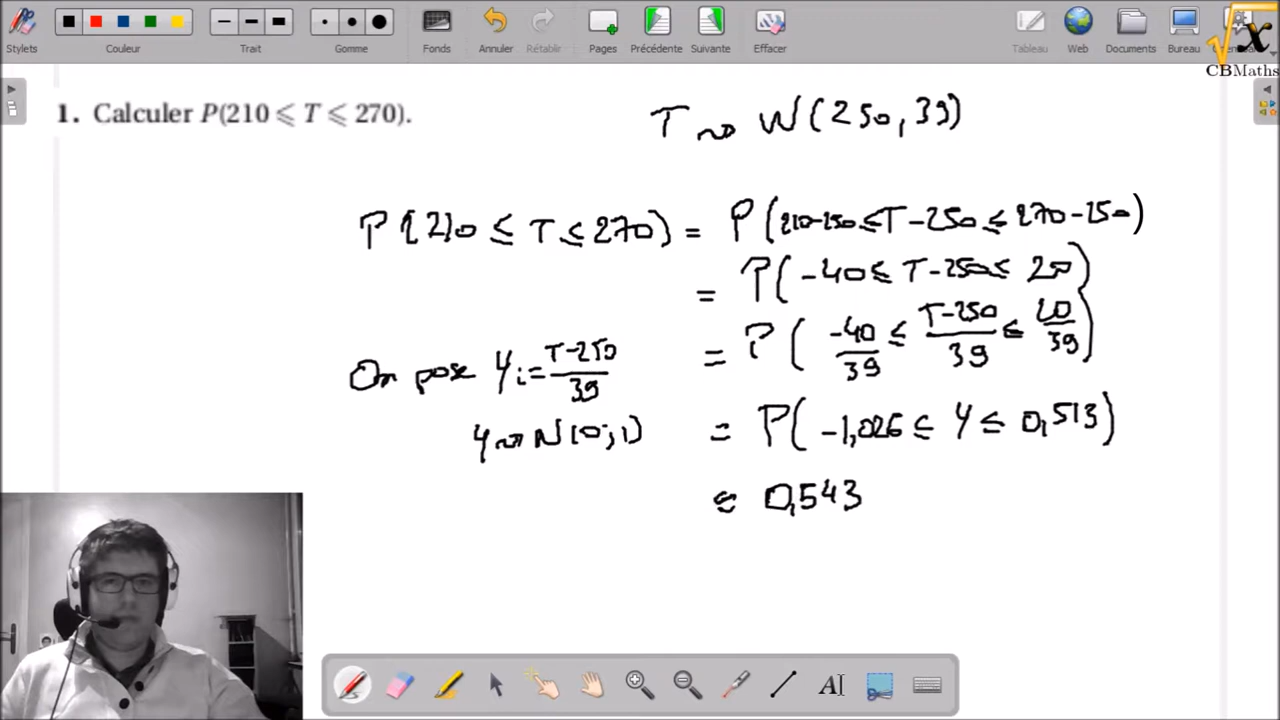 Stylets Couleur Trait Gomme Fonds Annuler Rétablir Pages Précédente Suivante Effacer Tableau Web Documents Bureau
CBMaths
1. Calculer P(210 ⩽ T ⩽ 270).
T ~> N(250, 39)
P(210 ≤ T ≤ 270) = P(210-250 ≤ T-250 ≤ 270-250)
= P(-40 ≤ T-250 ≤ 20)
= P(-40/39 ≤ T-250/39 ≤ 20/39)
On pose Yi = T-250/39
= P(-1,026 ≤ Y ≤ 0,513)
Y ~> N(0;1)
≈ 0,543
AI